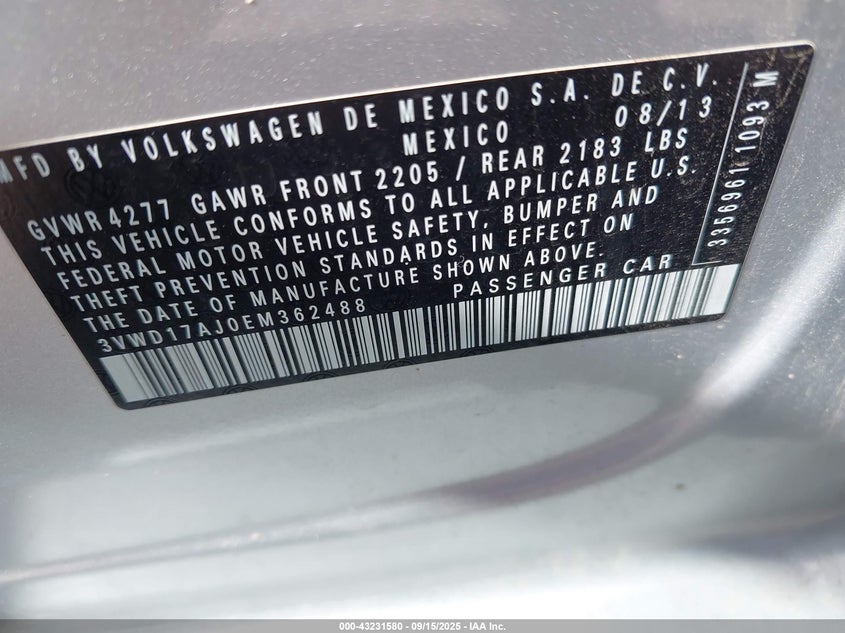 MFD BY VOLKSWAGEN DE MEXICO S.A. DE C.V.
MEXICO 08/13
GVWR 4277 GAWR FRONT 2205 / REAR 2183 LBS
THIS VEHICLE CONFORMS TO ALL APPLICABLE U.S.
FEDERAL MOTOR VEHICLE SAFETY, BUMPER AND
THEFT PREVENTION STANDARDS IN EFFECT ON
THE DATE OF MANUFACTURE SHOWN ABOVE.
3VWD17AJ0EM362488 PASSENGER CAR
3356961 1093 M
000-43231580 - 09/15/2025 - IAA Inc.